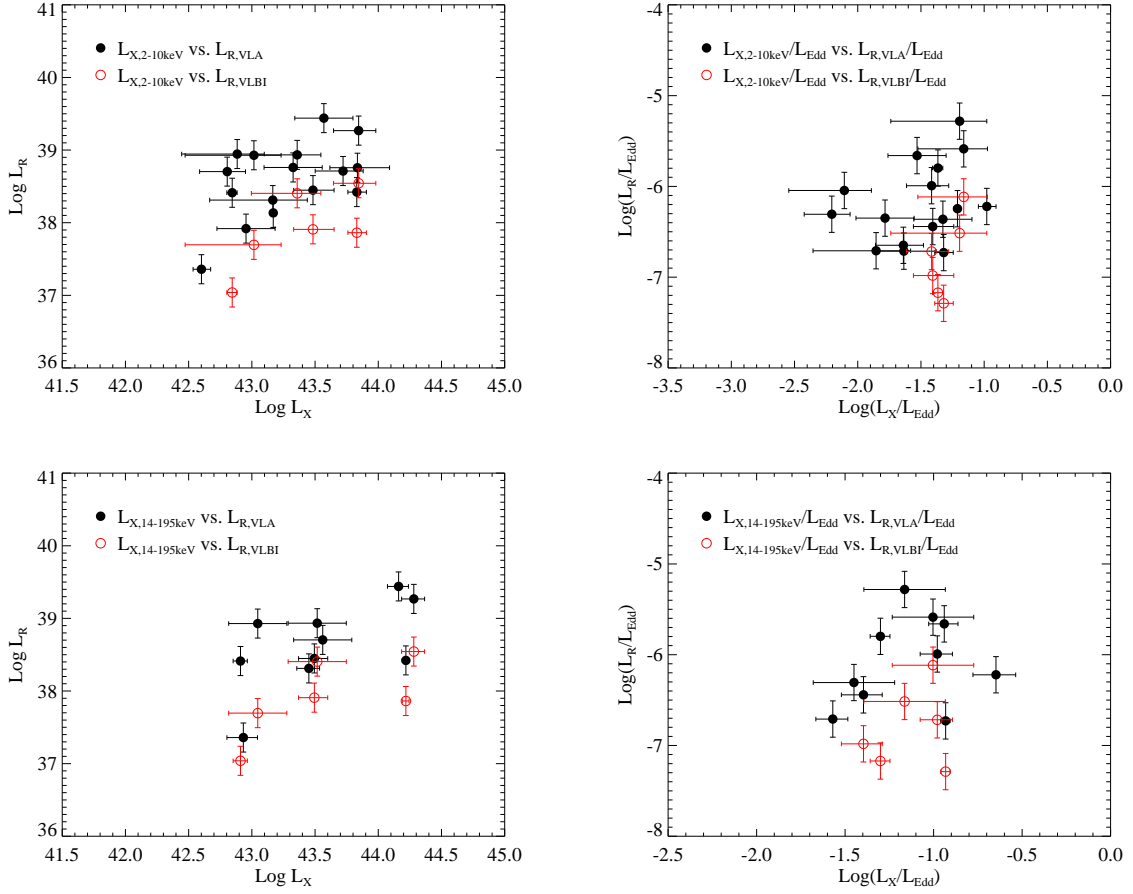 41
40
39
38
37
36
Log L_R
L_X,2-10keV vs. L_R,VLA
L_X,2-10keV vs. L_R,VLBI
41.5 42.0 42.5 43.0 43.5 44.0 44.5 45.0
Log L_X
-4
-5
-6
-7
-8
Log(L_R/L_Edd)
L_X,2-10keV/L_Edd vs. L_R,VLA/L_Edd
L_X,2-10keV/L_Edd vs. L_R,VLBI/L_Edd
-3.5 -3.0 -2.5 -2.0 -1.5 -1.0 -0.5 0.0
Log(L_X/L_Edd)
41
40
39
38
37
36
Log L_R
L_X,14-195keV vs. L_R,VLA
L_X,14-195keV vs. L_R,VLBI
41.5 42.0 42.5 43.0 43.5 44.0 44.5 45.0
Log L_X
-4
-5
-6
-7
-8
Log(L_R/L_Edd)
L_X,14-195keV/L_Edd vs. L_R,VLA/L_Edd
L_X,14-195keV/L_Edd vs. L_R,VLBI/L_Edd
-2.5 -2.0 -1.5 -1.0 -0.5 0.0
Log(L_X/L_Edd)